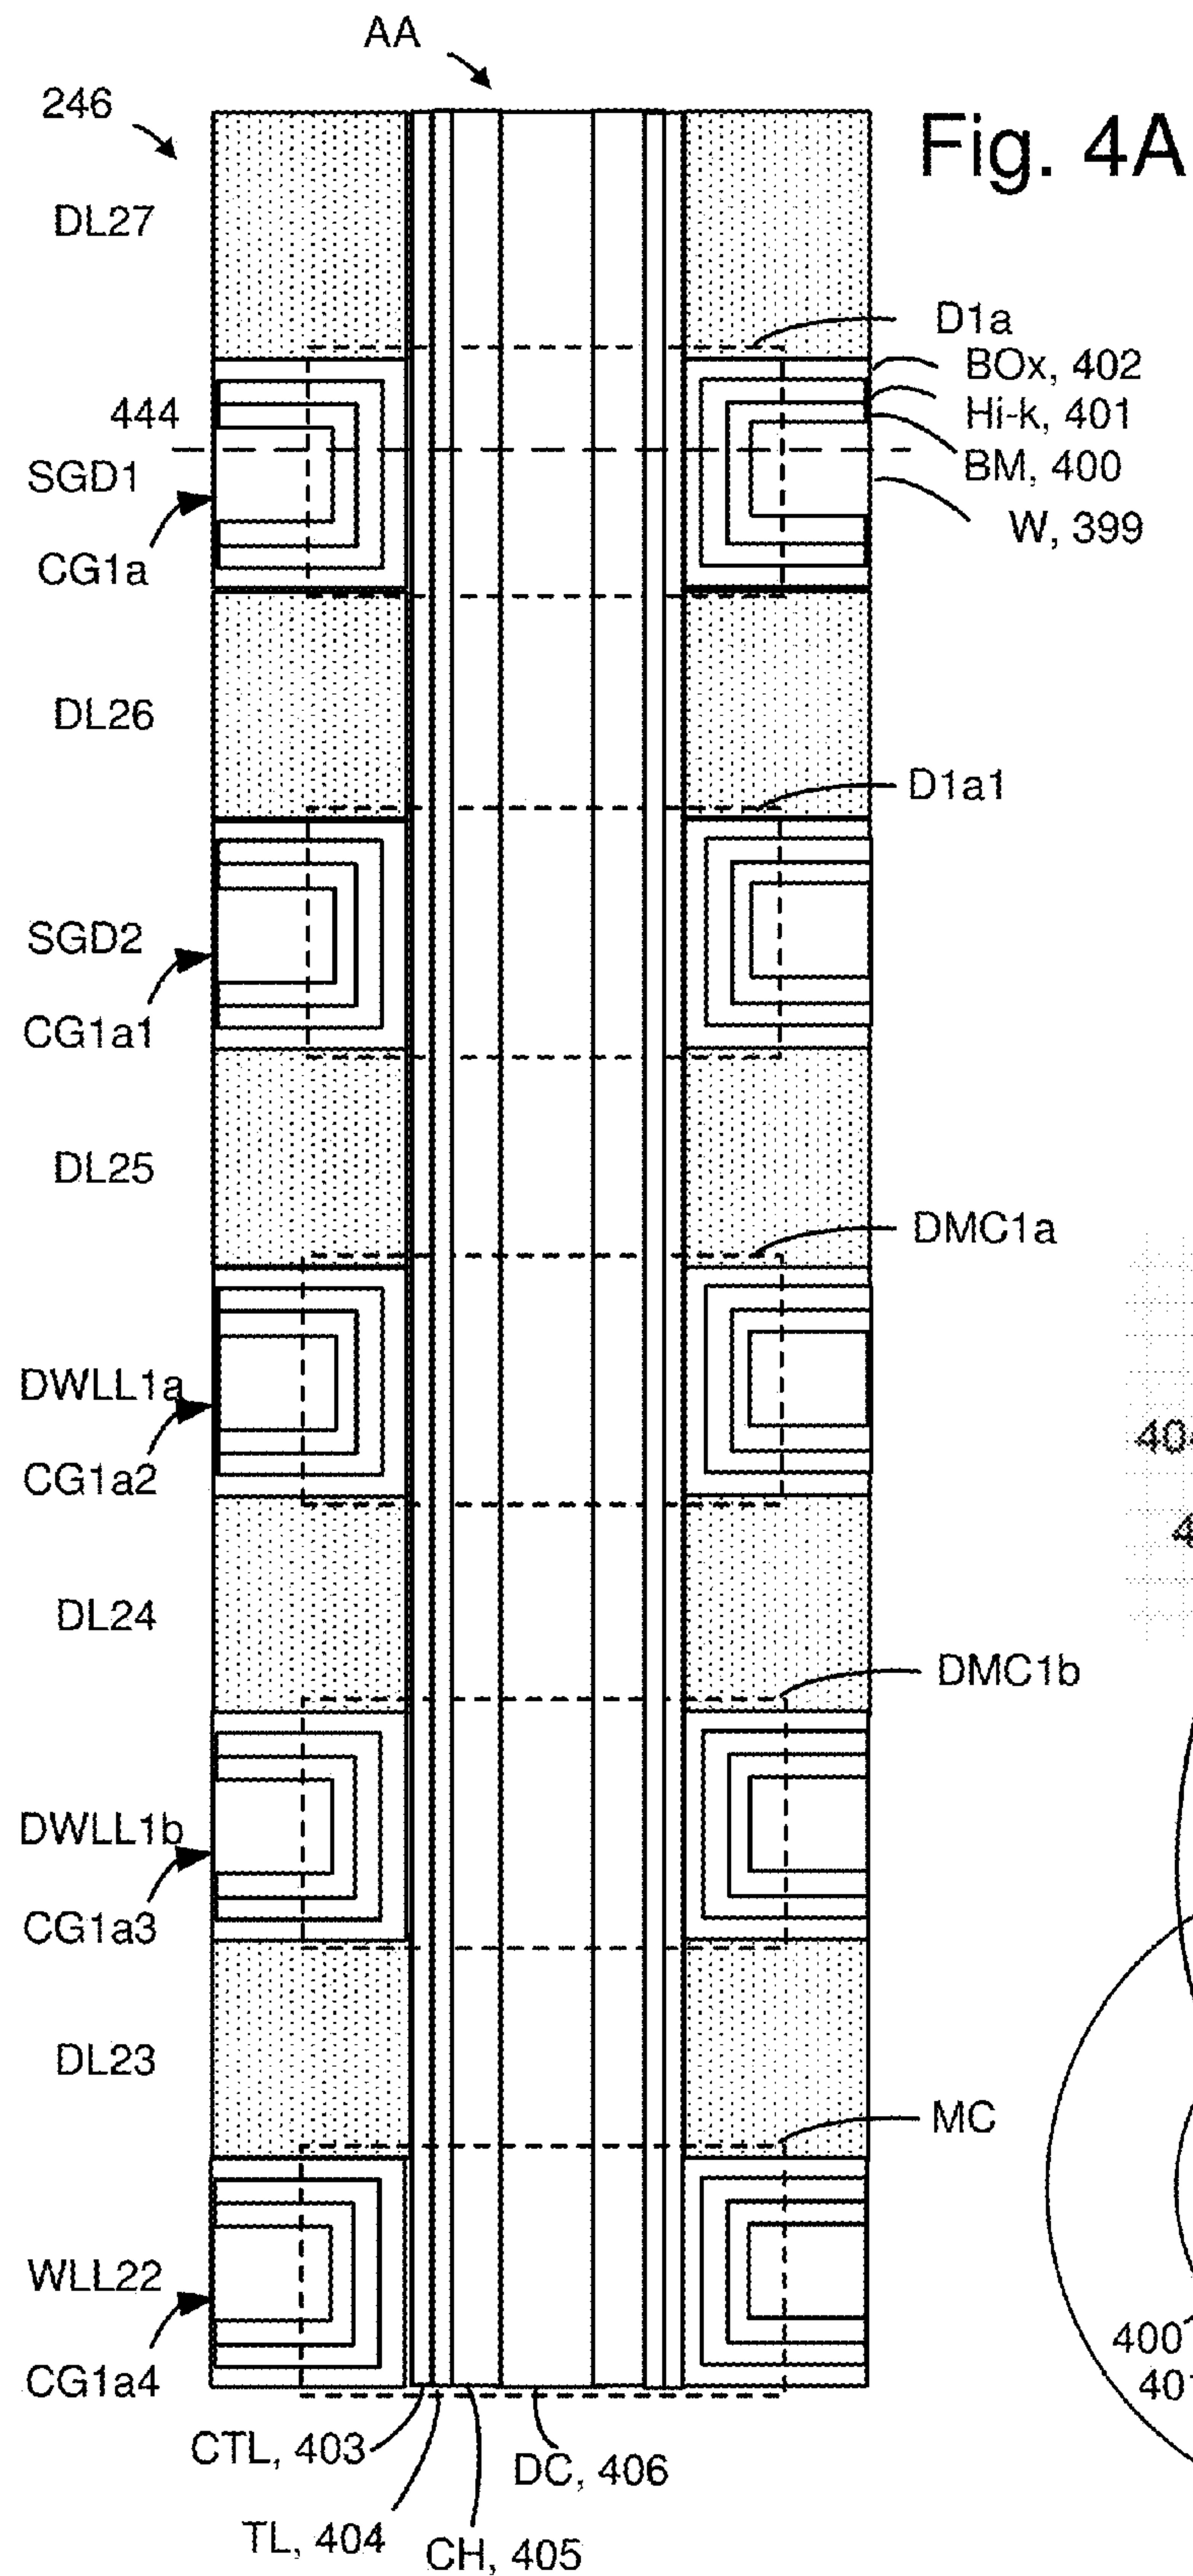 AA
Fig. 4A
246
DL27
D1a
BOx, 402
Hi-k, 401
444
BM, 400
SGD1
W, 399
CG1a
DL26
D1a1
SGD2
CG1a1
DL25
DMC1a
DWLL1a
CG1a2
DL24
DMC1b
DWLL1b
CG1a3
DL23
MC
WLL22
400
CG1a4
CTL, 403
DC, 406
TL, 404
CH, 405